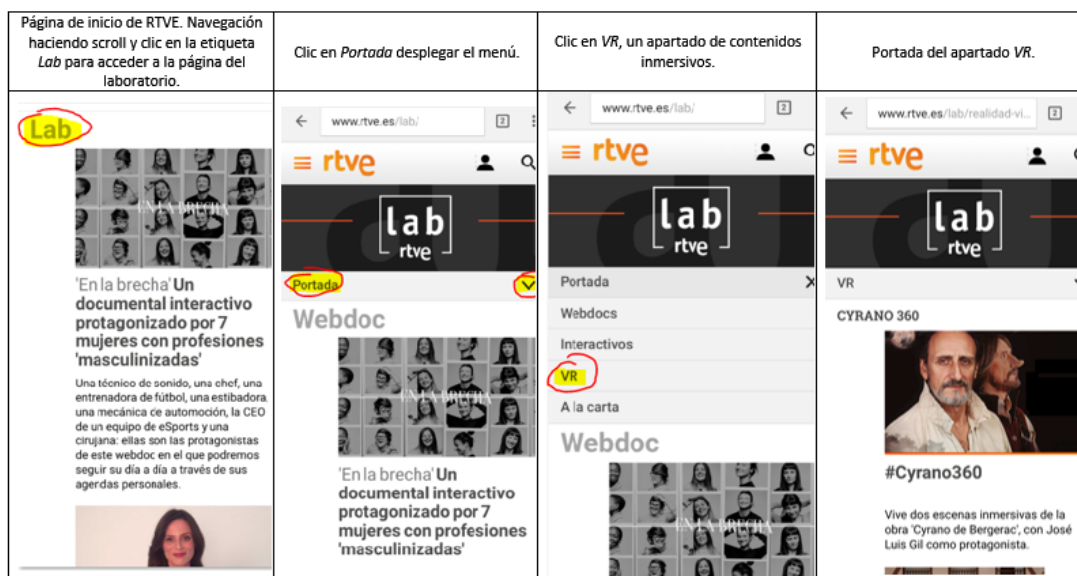 Página de inicio de RTVE. Navegación
haciendo scroll y clic en la etiqueta
Lab para acceder a la página del
laboratorio.
Clic en Portada desplegar el menú.
Clic en VR, un apartado de contenidos
inmersivos.
Portada del apartado VR.
Lab
EN LA BRECHA
'En la brecha' Un
documental interactivo
protagonizado por 7
mujeres con profesiones
'masculinizadas'
Una técnico de sonido, una chef, una
entrenadora de fútbol, una estibadora
una mecánica de automoción, la CEO
de un equipo de eSports y una
cirujana: ellas son las protagonistas
de este webdoc en el que podremos
seguir su día a día a través de sus
agendas personales.
www.rtve.es/lab/
2
rtve
lab
rtve
Portada
Webdoc
EN LA BRECHA
'En la brecha' Un
documental interactivo
protagonizado por 7
mujeres con profesiones
'masculinizadas'
www.rtve.es/lab/
2
rtve
lab
rtve
Portada
Webdocs
Interactivos
VR
A la carta
Webdoc
EN LA BRECHA
www.rtve.es/lab/realidad-vi...
2
rtve
lab
rtve
VR
CYRANO 360
#Cyrano360
Vive dos escenas inmersivas de la
obra 'Cyrano de Bergerac', con José
Luis Gil como protagonista.